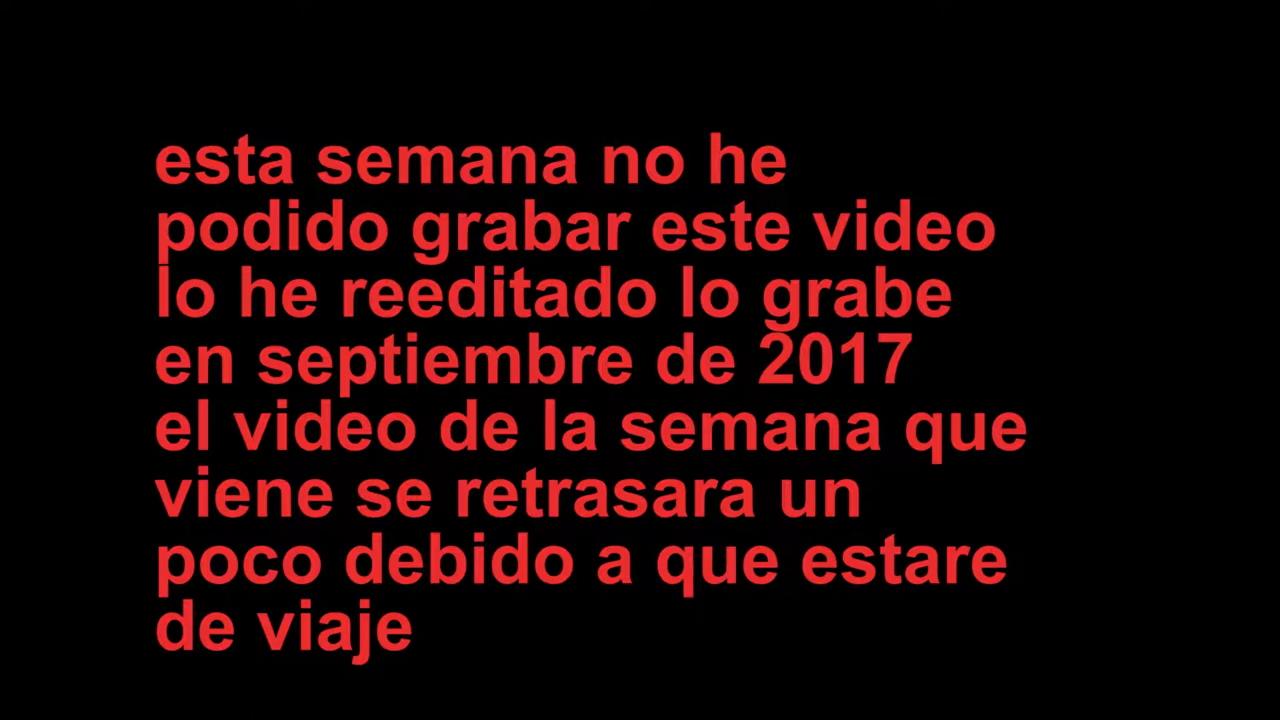 esta semana no he
podido grabar este video
lo he reeditado lo grabe
en septiembre de 2017
el video de la semana que
viene se retrasara un
poco debido a que estare
de viaje